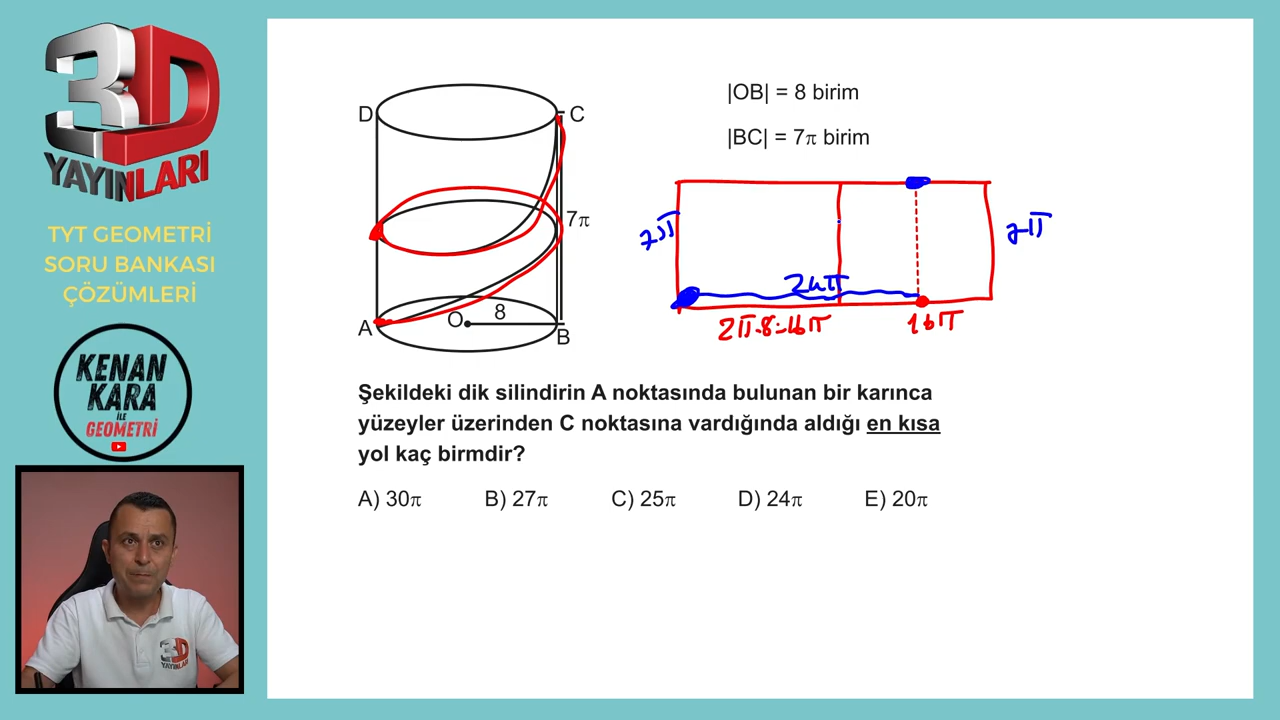 3D
YAYINLARI
TYT GEOMETRİ
SORU BANKASI
ÇÖZÜMLERİ
KENAN
KARA
İLE
GEOMETRİ
3D
YAYINLARI
D
C
7π
A
O
8
B
|OB| = 8 birim
|BC| = 7π birim
7π
7π
24π
2π.8=16π
16π
Şekildeki dik silindirin A noktasında bulunan bir karınca
yüzeyler üzerinden C noktasına vardığında aldığı en kısa
yol kaç birmdir?
A) 30π B) 27π C) 25π D) 24π E) 20π